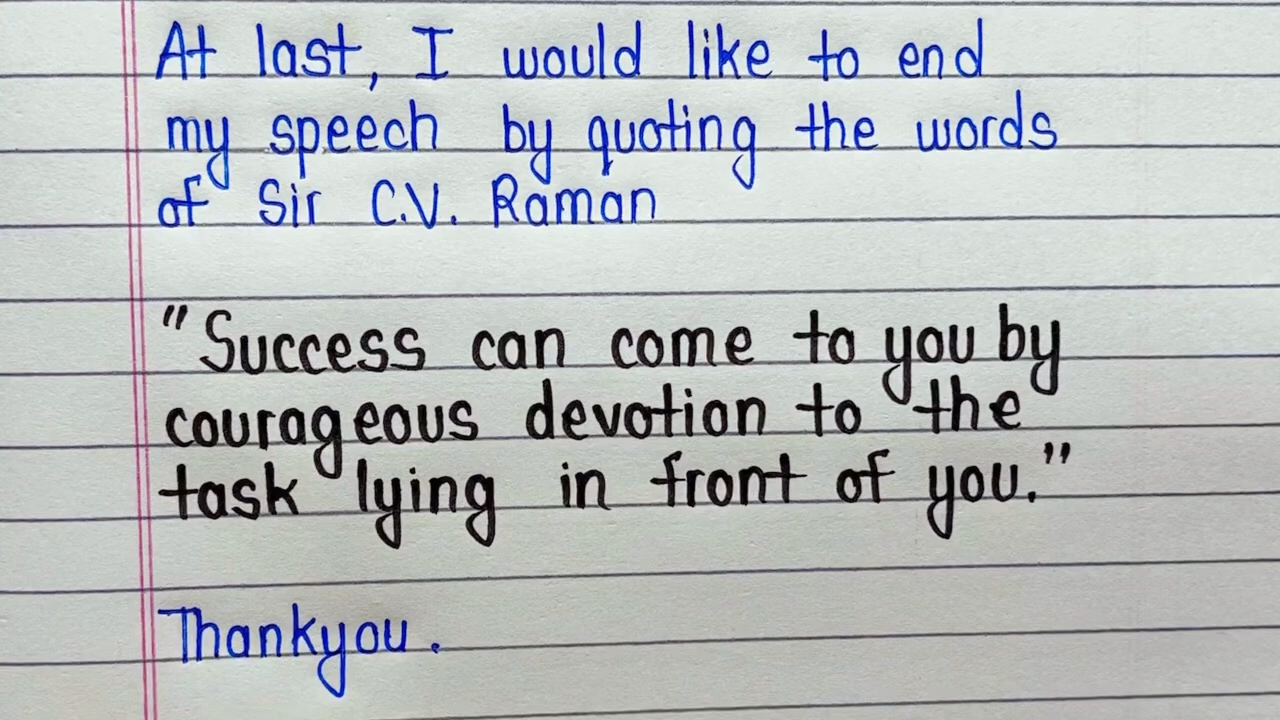 At last, I would like to end
my speech by quoting the words
of Sir C.V. Raman
"Success can come to you by
courageous devotion to the
task lying in front of you."
Thankyou.